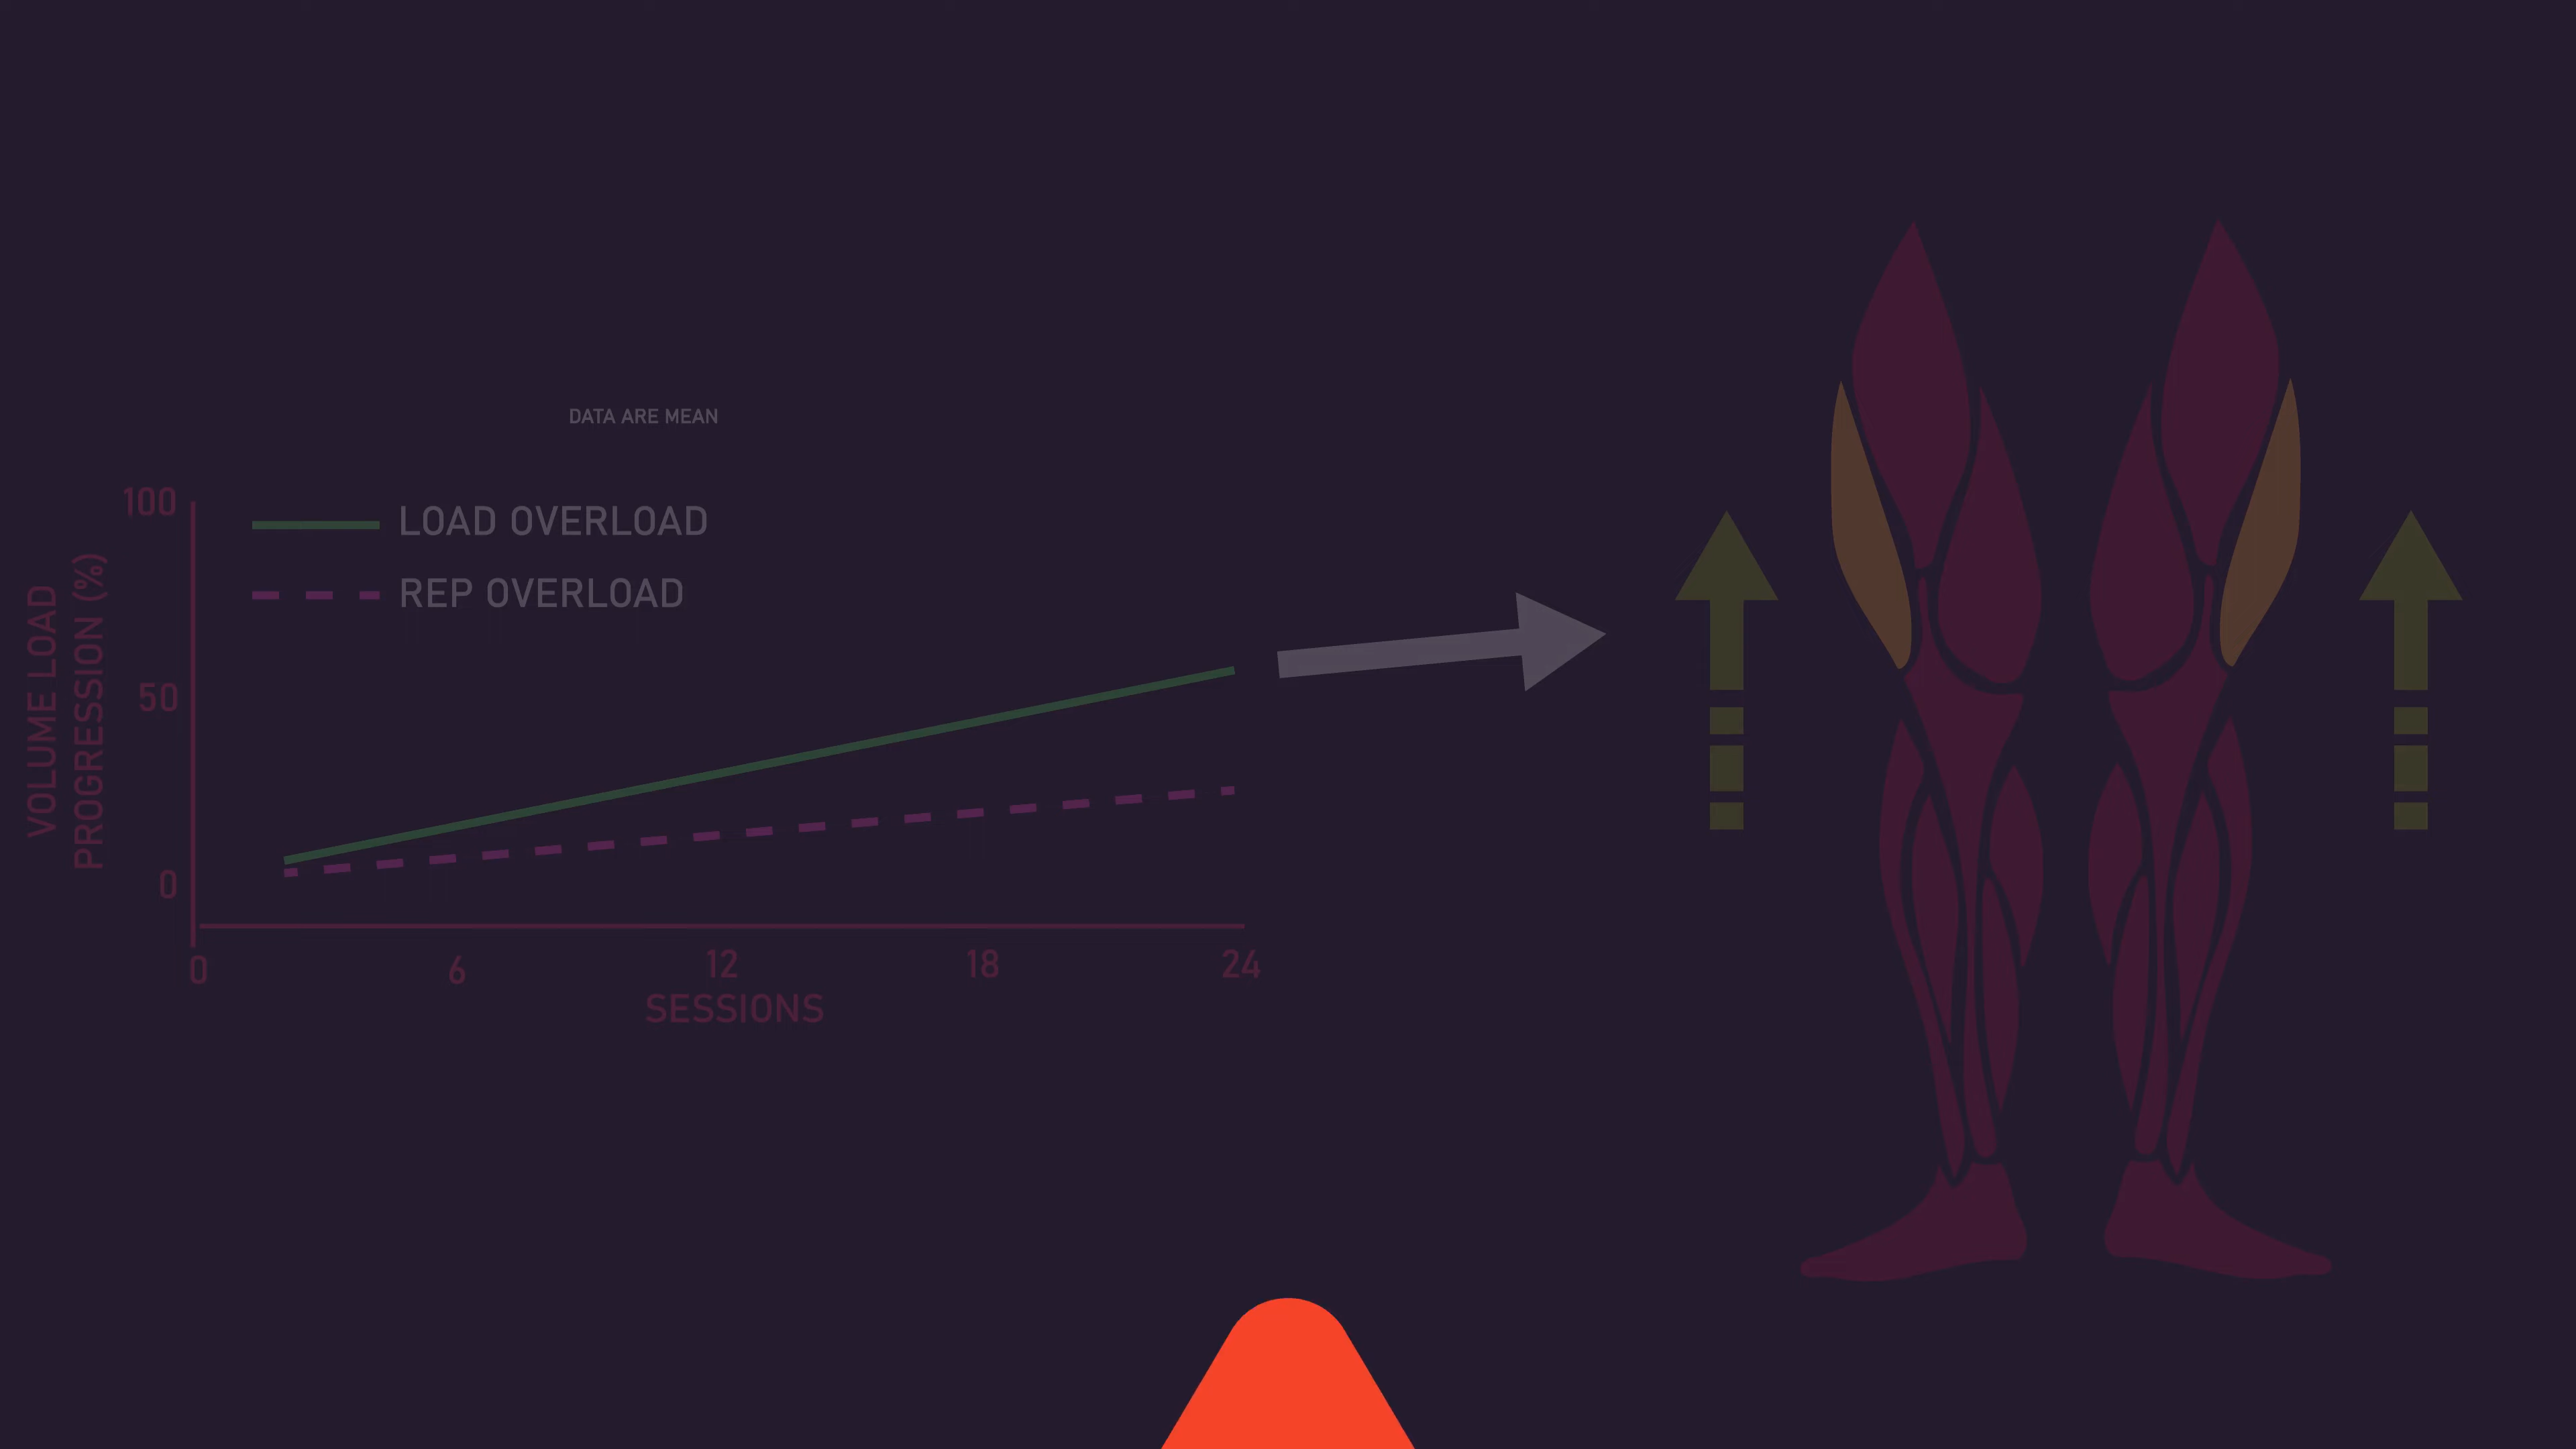 DATA ARE MEAN
LOAD OVERLOAD
REP OVERLOAD
VOLUME LOAD
PROGRESSION (%)
100
50
0
0
6
12
18
24
SESSIONS